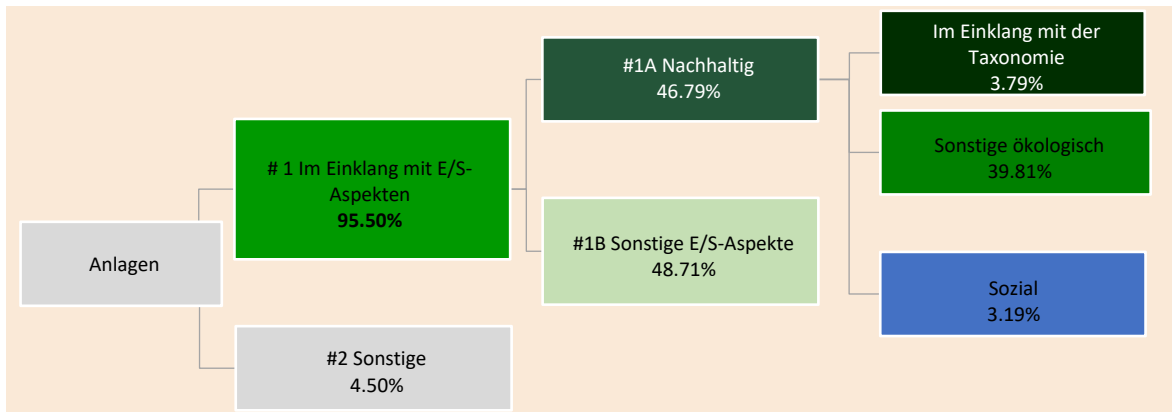 Anlagen
# 1 Im Einklang mit E/S-
Aspekten
95.50%
#2 Sonstige
4.50%
#1A Nachhaltig
46.79%
#1B Sonstige E/S-Aspekte
48.71%
Im Einklang mit der
Taxonomie
3.79%
Sonstige ökologisch
39.81%
Sozial
3.19%